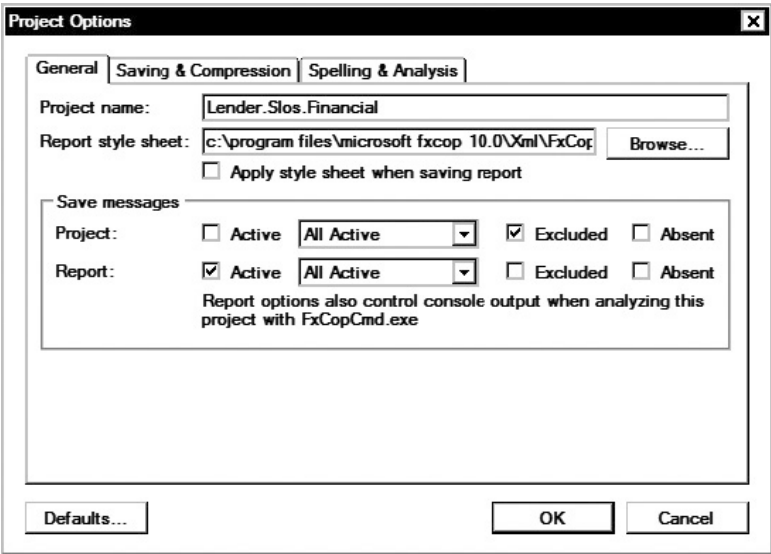 Project Options
General Saving & Compression Spelling & Analysis
Project name: Lender.Slos.Financial
Report style sheet: c:\program files\microsoft fxcop 10.0\Xml\FxCop Browse...
Apply style sheet when saving report
Save messages
Project: Active All Active Excluded Absent
Report: Active All Active Excluded Absent
Report options also control console output when analyzing this
project with FxCopCmd.exe
Defaults... OK Cancel